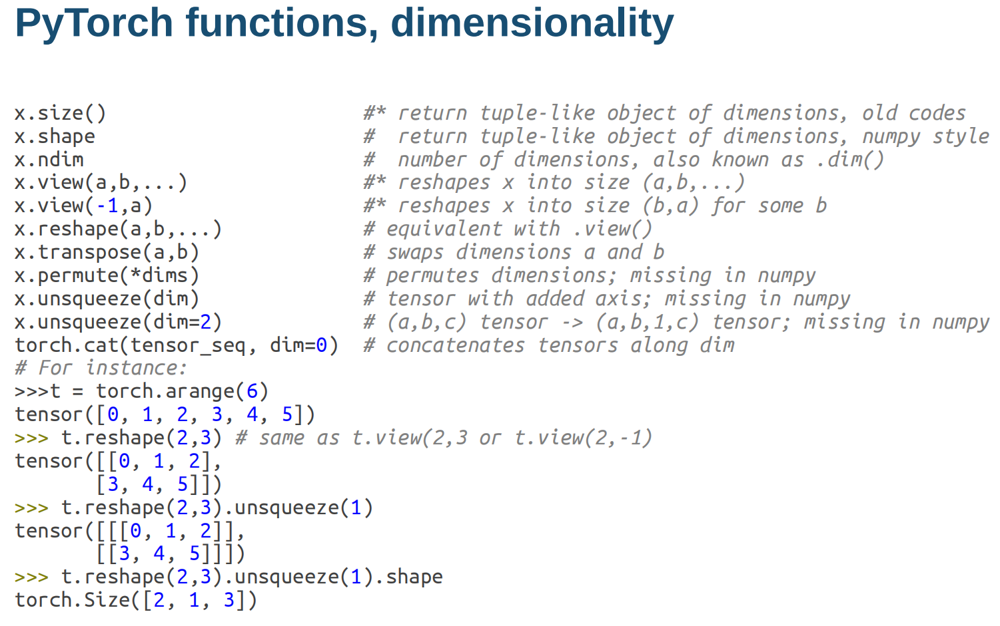 PyTorch functions, dimensionality
x.size() #* return tuple-like object of dimensions, old codes
x.shape # return tuple-like object of dimensions, numpy style
x.ndim # number of dimensions, also known as .dim()
x.view(a,b,...) #* reshapes x into size (a,b,...)
x.view(-1,a) #* reshapes x into size (b,a) for some b
x.reshape(a,b,...) # equivalent with .view()
x.transpose(a,b) # swaps dimensions a and b
x.permute(*dims) # permutes dimensions; missing in numpy
x.unsqueeze(dim) # tensor with added axis; missing in numpy
x.unsqueeze(dim=2) # (a,b,c) tensor -> (a,b,1,c) tensor; missing in numpy
torch.cat(tensor_seq, dim=0) # concatenates tensors along dim
# For instance:
>>>t = torch.arange(6)
tensor([0, 1, 2, 3, 4, 5])
>>> t.reshape(2,3) # same as t.view(2,3 or t.view(2,-1)
tensor([[0, 1, 2],
[3, 4, 5]])
>>> t.reshape(2,3).unsqueeze(1)
tensor([[[0, 1, 2]],
[[3, 4, 5]]])
>>> t.reshape(2,3).unsqueeze(1).shape
torch.Size([2, 1, 3])